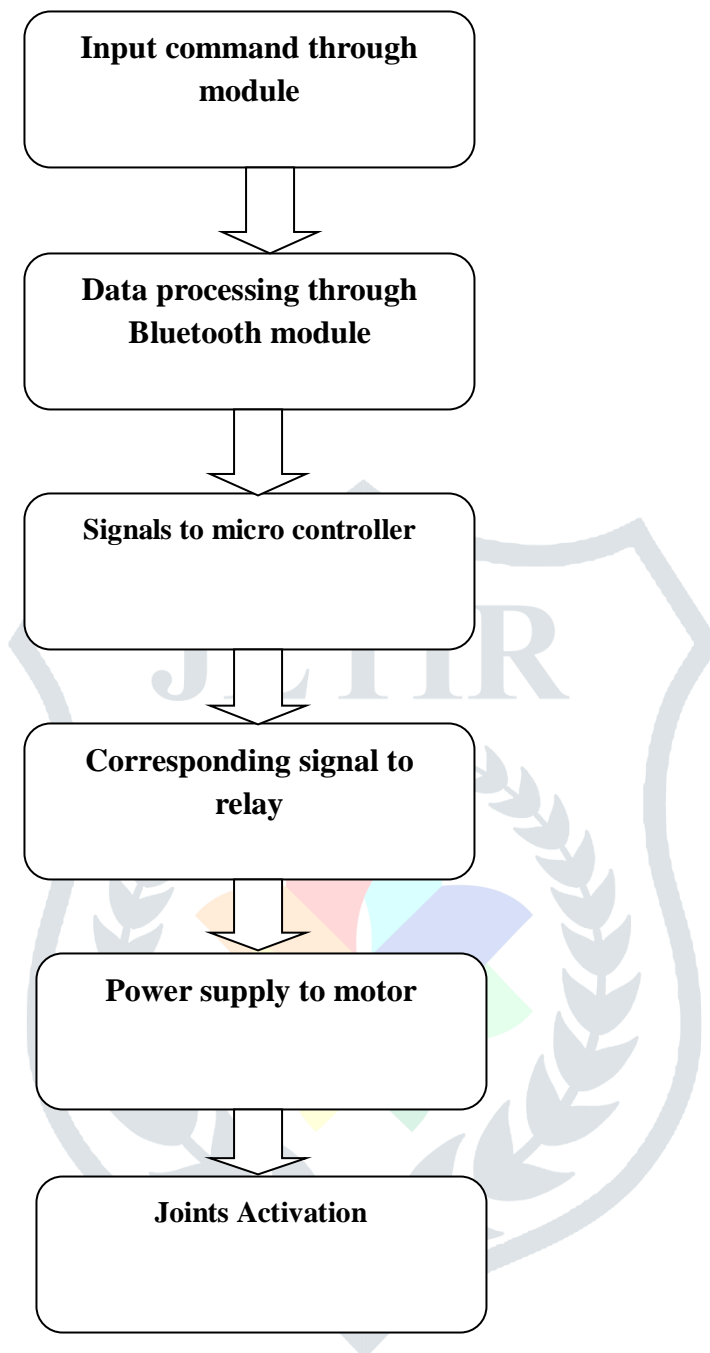 Input command through
module
Data processing through
Bluetooth module
Signals to micro controller
JETIR
Corresponding signal to
relay
Power supply to motor
Joints Activation